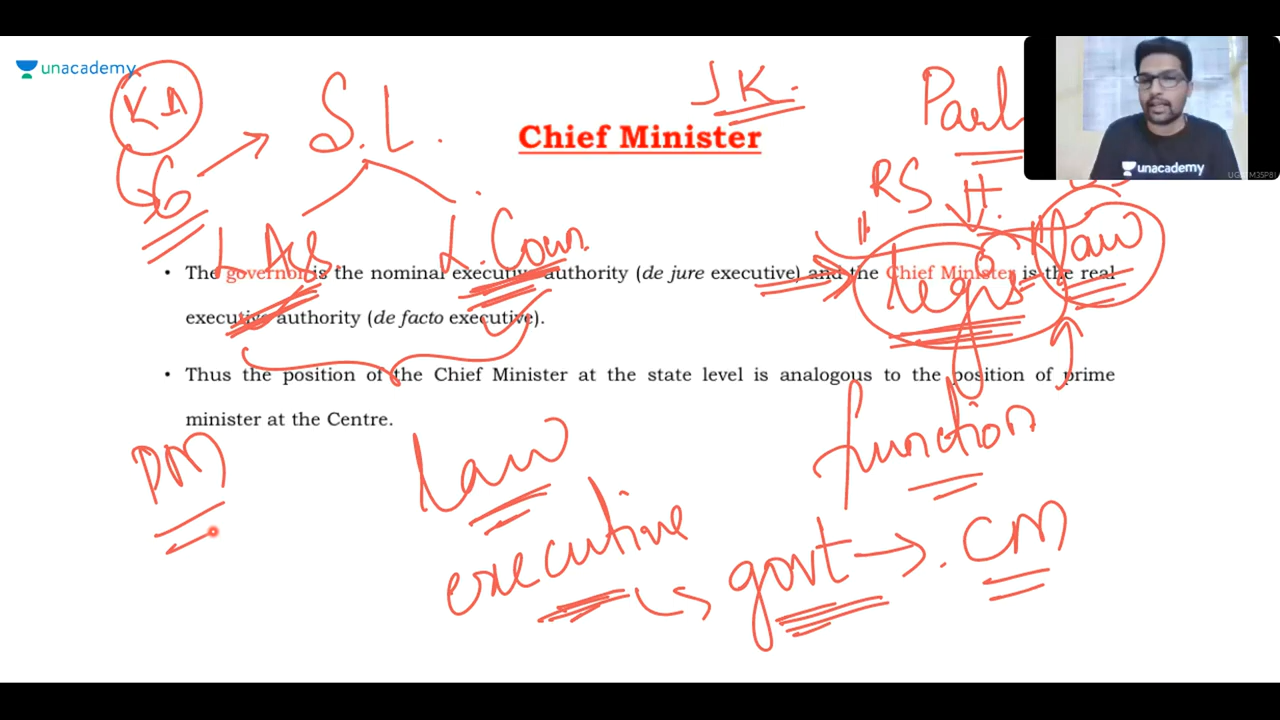 unacademy
KA
S.L.
JK.
Parl
Chief Minister
unacademy
6
RS
law
L. Ass
L. Coun.
legis
• The governor is the nominal executive authority (de jure executive) and the Chief Minister is the real
executive authority (de facto executive).
• Thus the position of the Chief Minister at the state level is analogous to the position of prime
minister at the Centre.
PM
law
function
executive
govt → CM